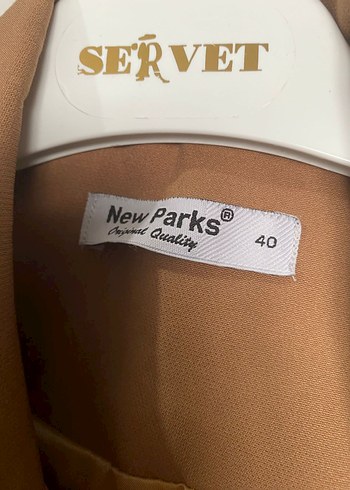 SERVET
New Parks®
Original Quality
40